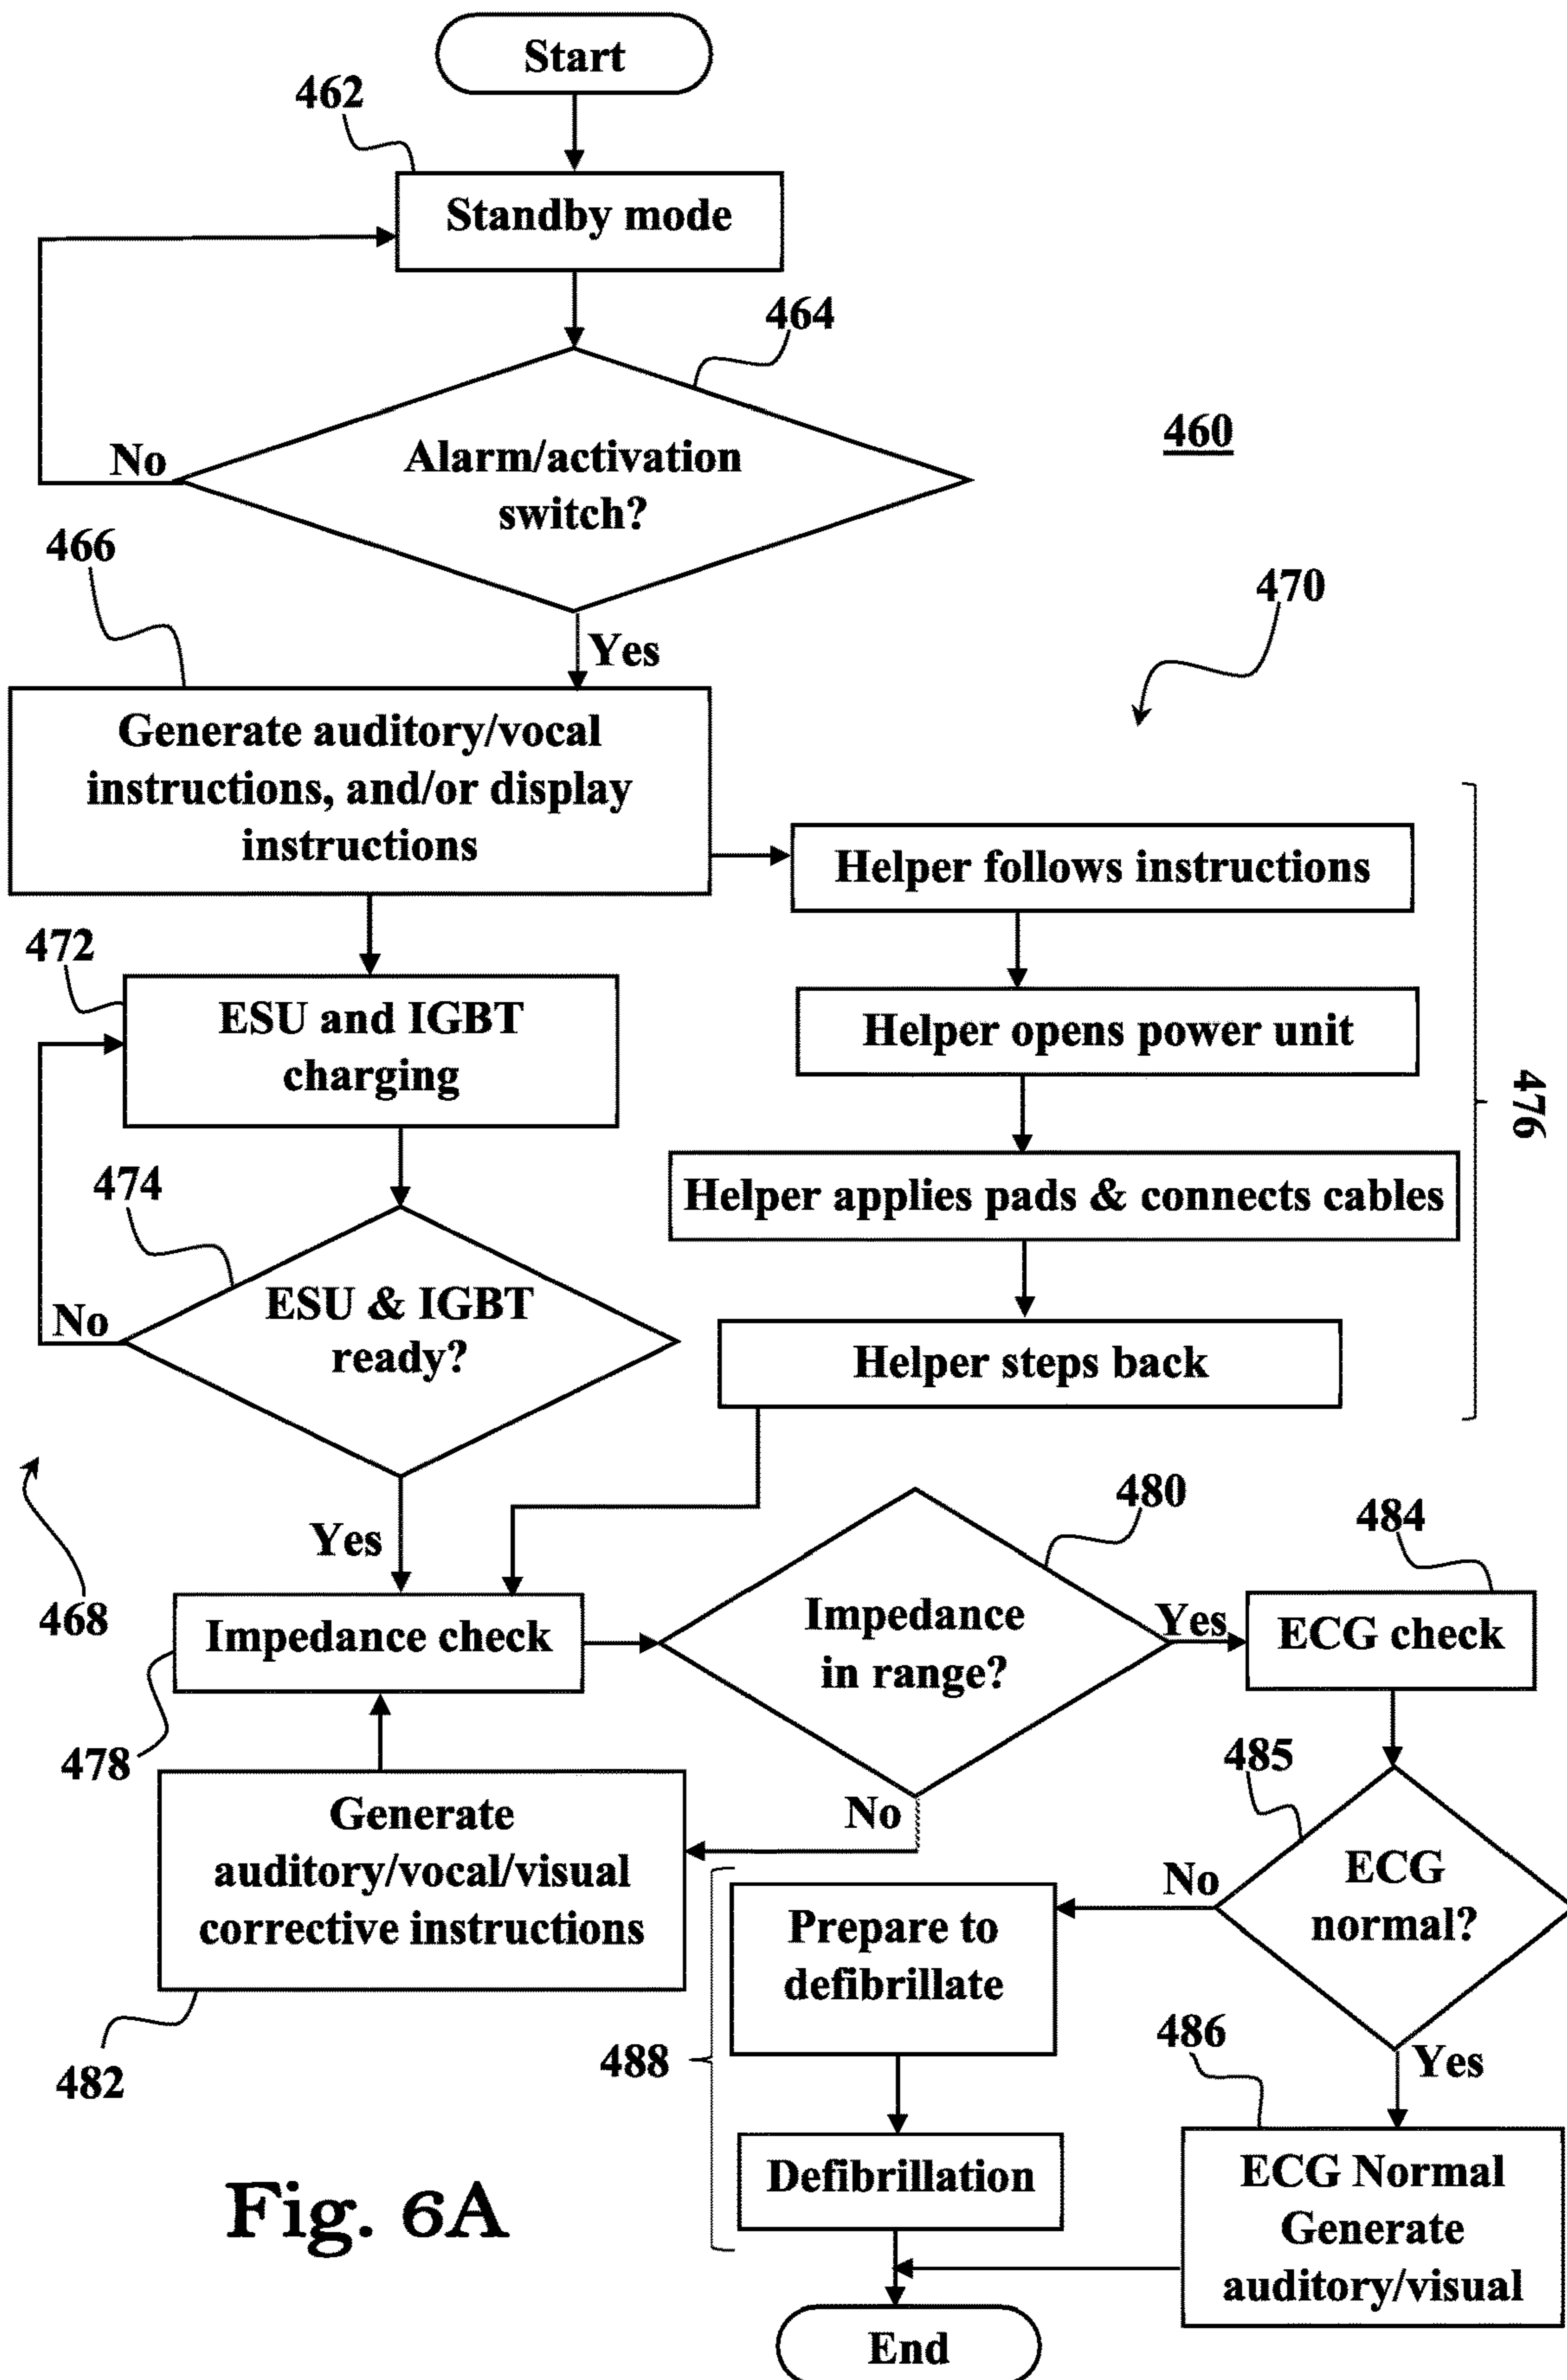 Start
462
Standby mode
464
460
No
Alarm/activation
switch?
466
470
Yes
Generate auditory/vocal
instructions, and/or display
instructions
Helper follows instructions
472
ESU and IGBT
charging
Helper opens power unit
476
474
Helper applies pads & connects cables
No
ESU & IGBT
ready?
Helper steps back
480
484
Yes
468
Impedance check
Impedance
in range?
Yes
ECG check
478
485
Generate
auditory/vocal/visual
corrective instructions
No
No
ECG
normal?
Prepare to
defibrillate
482
488
486
Yes
Defibrillation
ECG Normal
Generate
auditory/visual
Fig. 6A
End